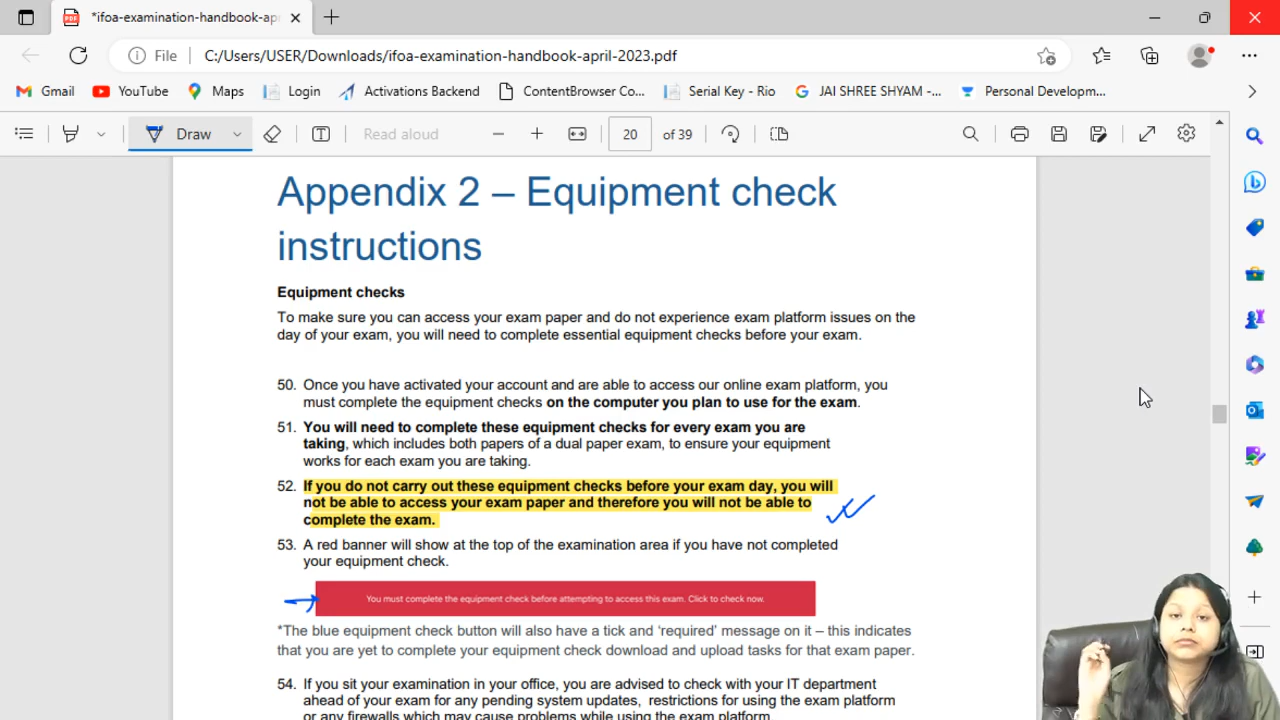 *ifoa-examination-handbook-ap
File
C:/Users/USER/Downloads/ifoa-examination-handbook-april-2023.pdf
Gmail
YouTube
Maps
Login
Activations Backend
ContentBrowser Co...
Serial Key - Rio
JAI SHREE SHYAM -...
Personal Developm...
Draw
Read aloud
20
of 39
Appendix 2 – Equipment check
instructions
Equipment checks
To make sure you can access your exam paper and do not experience exam platform issues on the
day of your exam, you will need to complete essential equipment checks before your exam.
50. Once you have activated your account and are able to access our online exam platform, you
must complete the equipment checks on the computer you plan to use for the exam.
51. You will need to complete these equipment checks for every exam you are
taking, which includes both papers of a dual paper exam, to ensure your equipment
works for each exam you are taking.
52. If you do not carry out these equipment checks before your exam day, you will
not be able to access your exam paper and therefore you will not be able to
complete the exam.
53. A red banner will show at the top of the examination area if you have not completed
your equipment check.
You must complete the equipment check before attempting to access this exam. Click to check now.
*The blue equipment check button will also have a tick and ‘required’ message on it – this indicates
that you are yet to complete your equipment check download and upload tasks for that exam paper.
54. If you sit your examination in your office, you are advised to check with your IT department
ahead of your exam for any pending system updates, restrictions for using the exam platform
or any firewalls which may cause problems while using the exam platform.